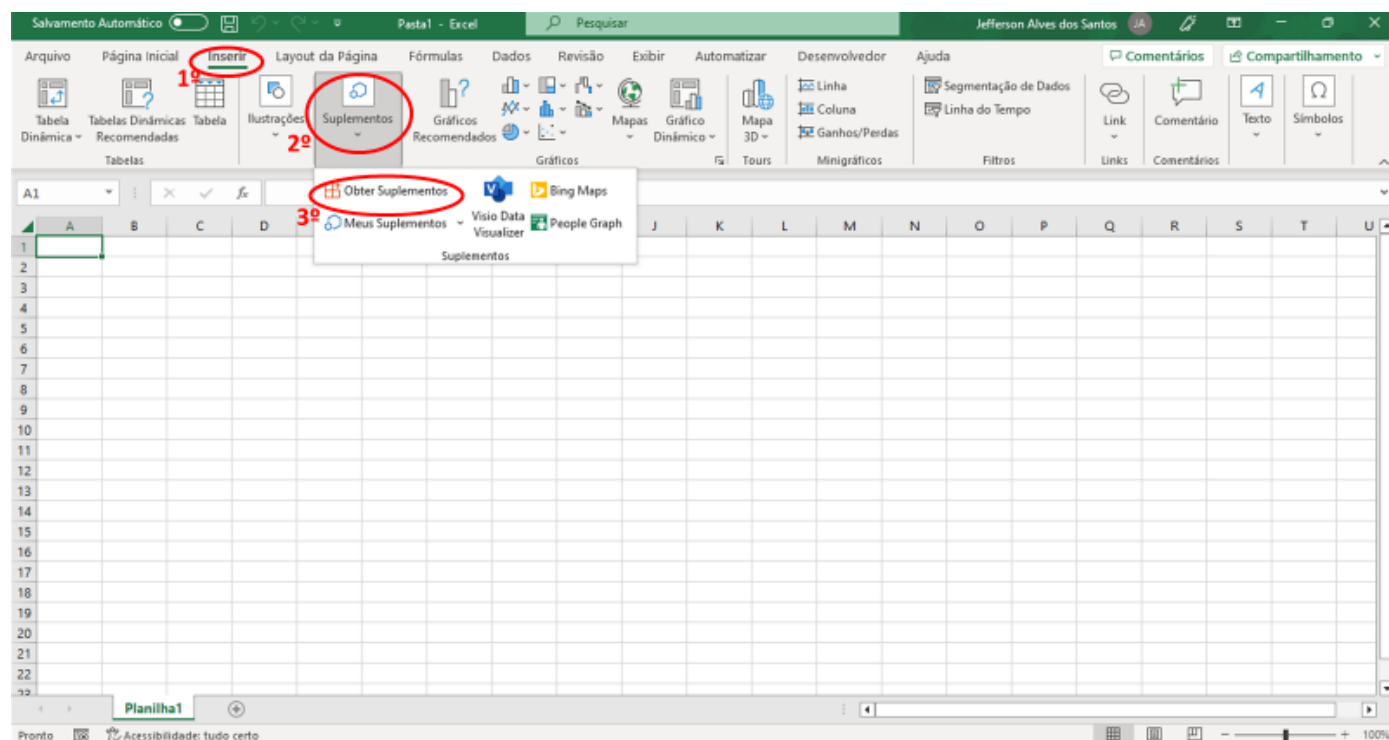 Salvamento Automático
Pasta1 - Excel
Pesquisar
Jefferson Alves dos Santos
JA
Arquivo Página Inicial Inserir Layout da Página Fórmulas Dados Revisão Exibir Automatizar Desenvolvedor Ajuda
Comentários
Compartilhamento
1º
Tabela Dinâmica
Tabelas Dinâmicas Recomendadas
Tabela
Tabelas
Ilustrações
2º
Suplementos
Gráficos Recomendados
Mapas
Gráfico Dinâmico
Gráficos
Mapa 3D
Tours
Linha
Coluna
Ganhos/Perdas
Minigráficos
Segmentação de Dados
Linha do Tempo
Filtros
Link
Links
Comentário
Comentários
Texto
Símbolos
A1
fx
3º
Obter Suplementos
Meus Suplementos
Visio Data Visualizer
Bing Maps
People Graph
Suplementos
A B C D J K L M N O P Q R S T U
1
2
3
4
5
6
7
8
9
10
11
12
13
14
15
16
17
18
19
20
21
22
23
Planilha1
Pronto
Acessibilidade: tudo certo
100%